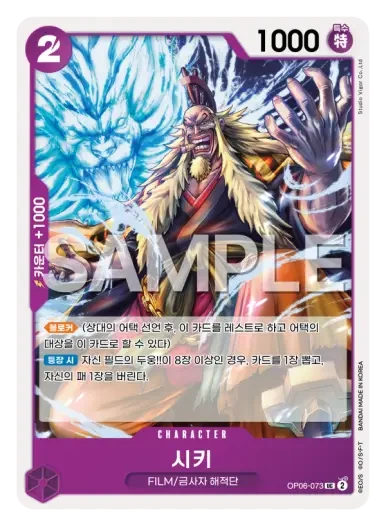 2
1000
특수
特
Studio Vigor Co.,Ltd
카운터 +1000
SAMPLE
블로커 (상대의 어택 선언 후, 이 카드를 레스트로 하고 어택의
대상을 이 카드로 할 수 있다)
등장 시 자신 필드의 두웅!!이 8장 이상인 경우, 카드를 1장 뽑고,
자신의 패 1장을 버린다.
CHARACTER
시키
FILM/금사자 해적단
OP06-073 UC 2
©E.O/S ©O/S·F·T BANDAI MADE IN KOREA